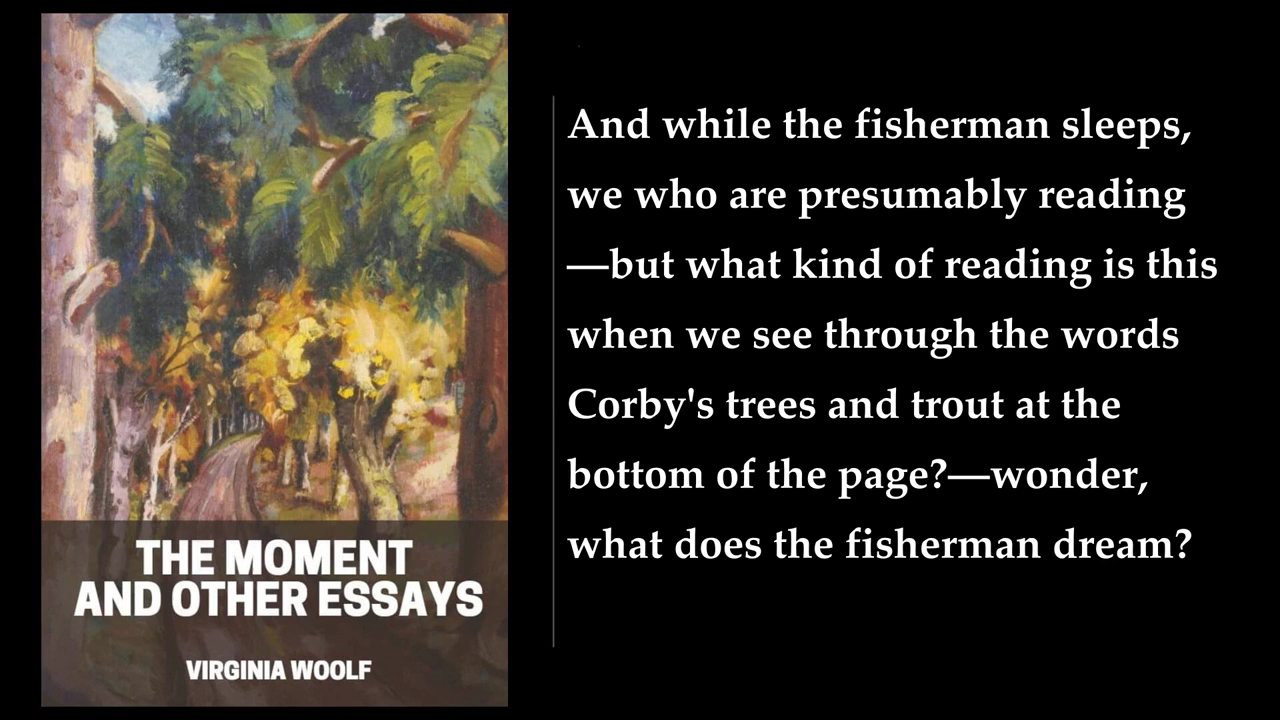 THE MOMENT
AND OTHER ESSAYS
VIRGINIA WOOLF
And while the fisherman sleeps,
we who are presumably reading
—but what kind of reading is this
when we see through the words
Corby's trees and trout at the
bottom of the page?—wonder,
what does the fisherman dream?